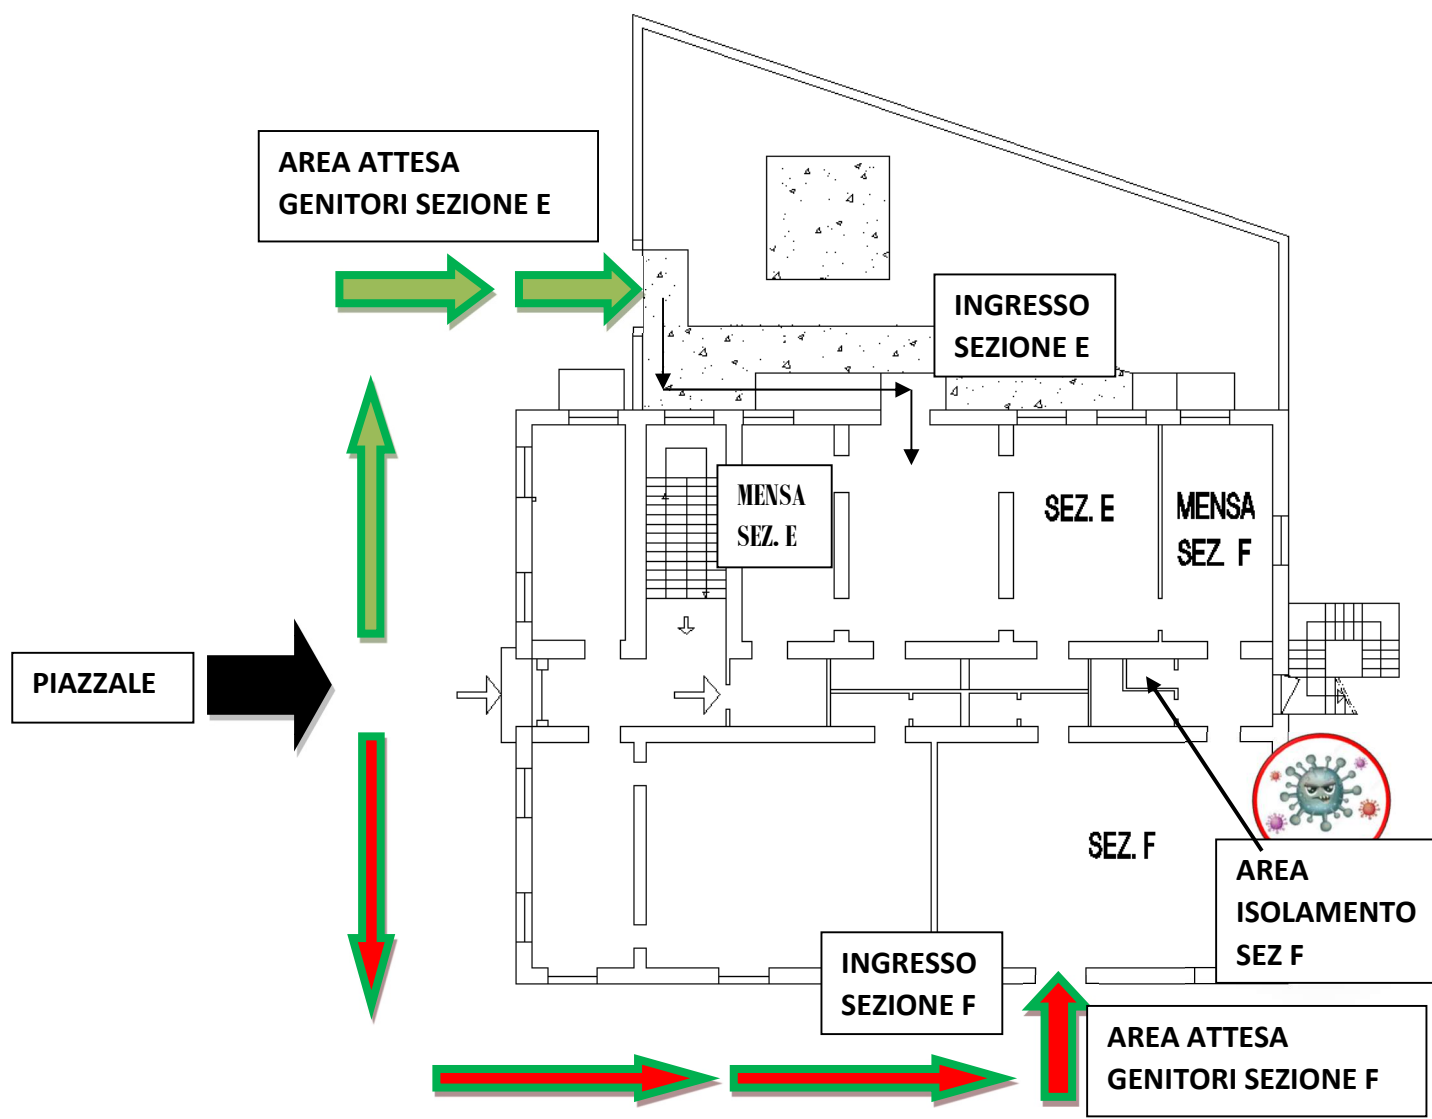 AREA ATTESA
GENITORI SEZIONE E
INGRESSO
SEZIONE E
MENSA
SEZ. E
SEZ. E
MENSA
SEZ. F
PIAZZALE
SEZ. F
AREA
ISOLAMENTO
SEZ F
INGRESSO
SEZIONE F
AREA ATTESA
GENITORI SEZIONE F